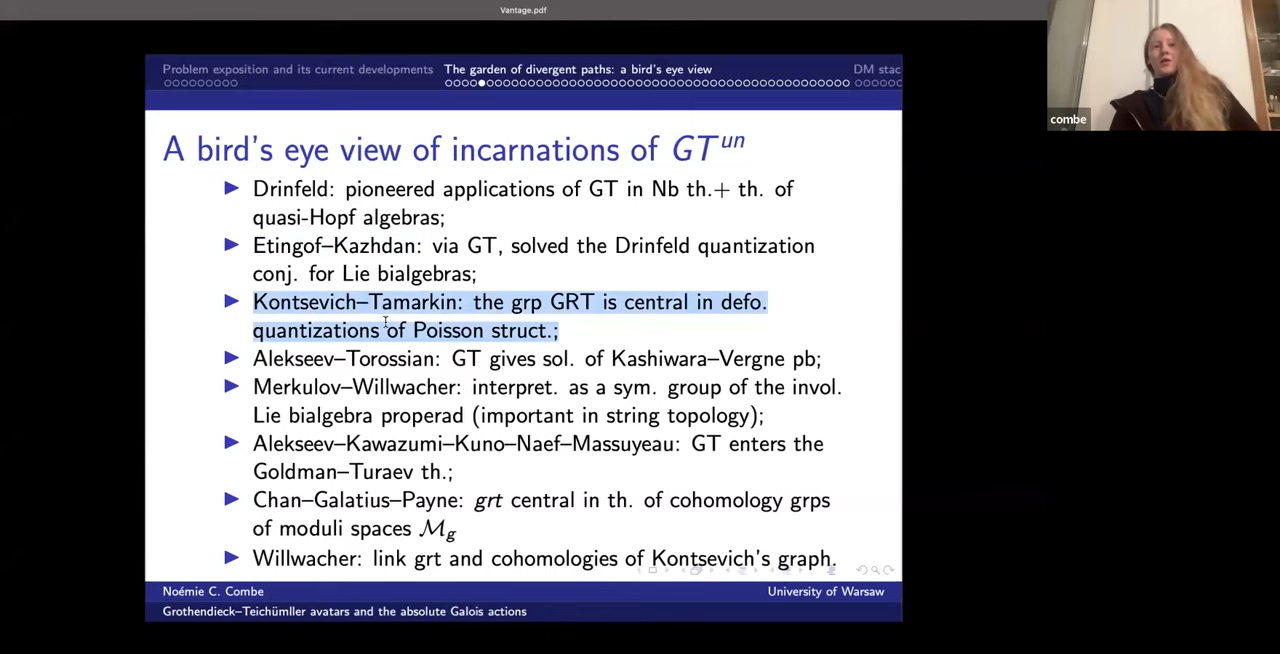 Vantage.pdf
Problem exposition and its current developments
The garden of divergent paths: a bird's eye view
DM stac
combe
A bird's eye view of incarnations of GT^un
Drinfeld: pioneered applications of GT in Nb th.+ th. of
quasi-Hopf algebras;
Etingof–Kazhdan: via GT, solved the Drinfeld quantization
conj. for Lie bialgebras;
Kontsevich–Tamarkin: the grp GRT is central in defo.
quantizations of Poisson struct.;
Alekseev–Torossian: GT gives sol. of Kashiwara–Vergne pb;
Merkulov–Willwacher: interpret. as a sym. group of the invol.
Lie bialgebra properad (important in string topology);
Alekseev–Kawazumi–Kuno–Naef–Massuyeau: GT enters the
Goldman–Turaev th.;
Chan–Galatius–Payne: grt central in th. of cohomology grps
of moduli spaces ℳg
Willwacher: link grt and cohomologies of Kontsevich's graph.
Noémie C. Combe
University of Warsaw
Grothendieck–Teichüller avatars and the absolute Galois actions